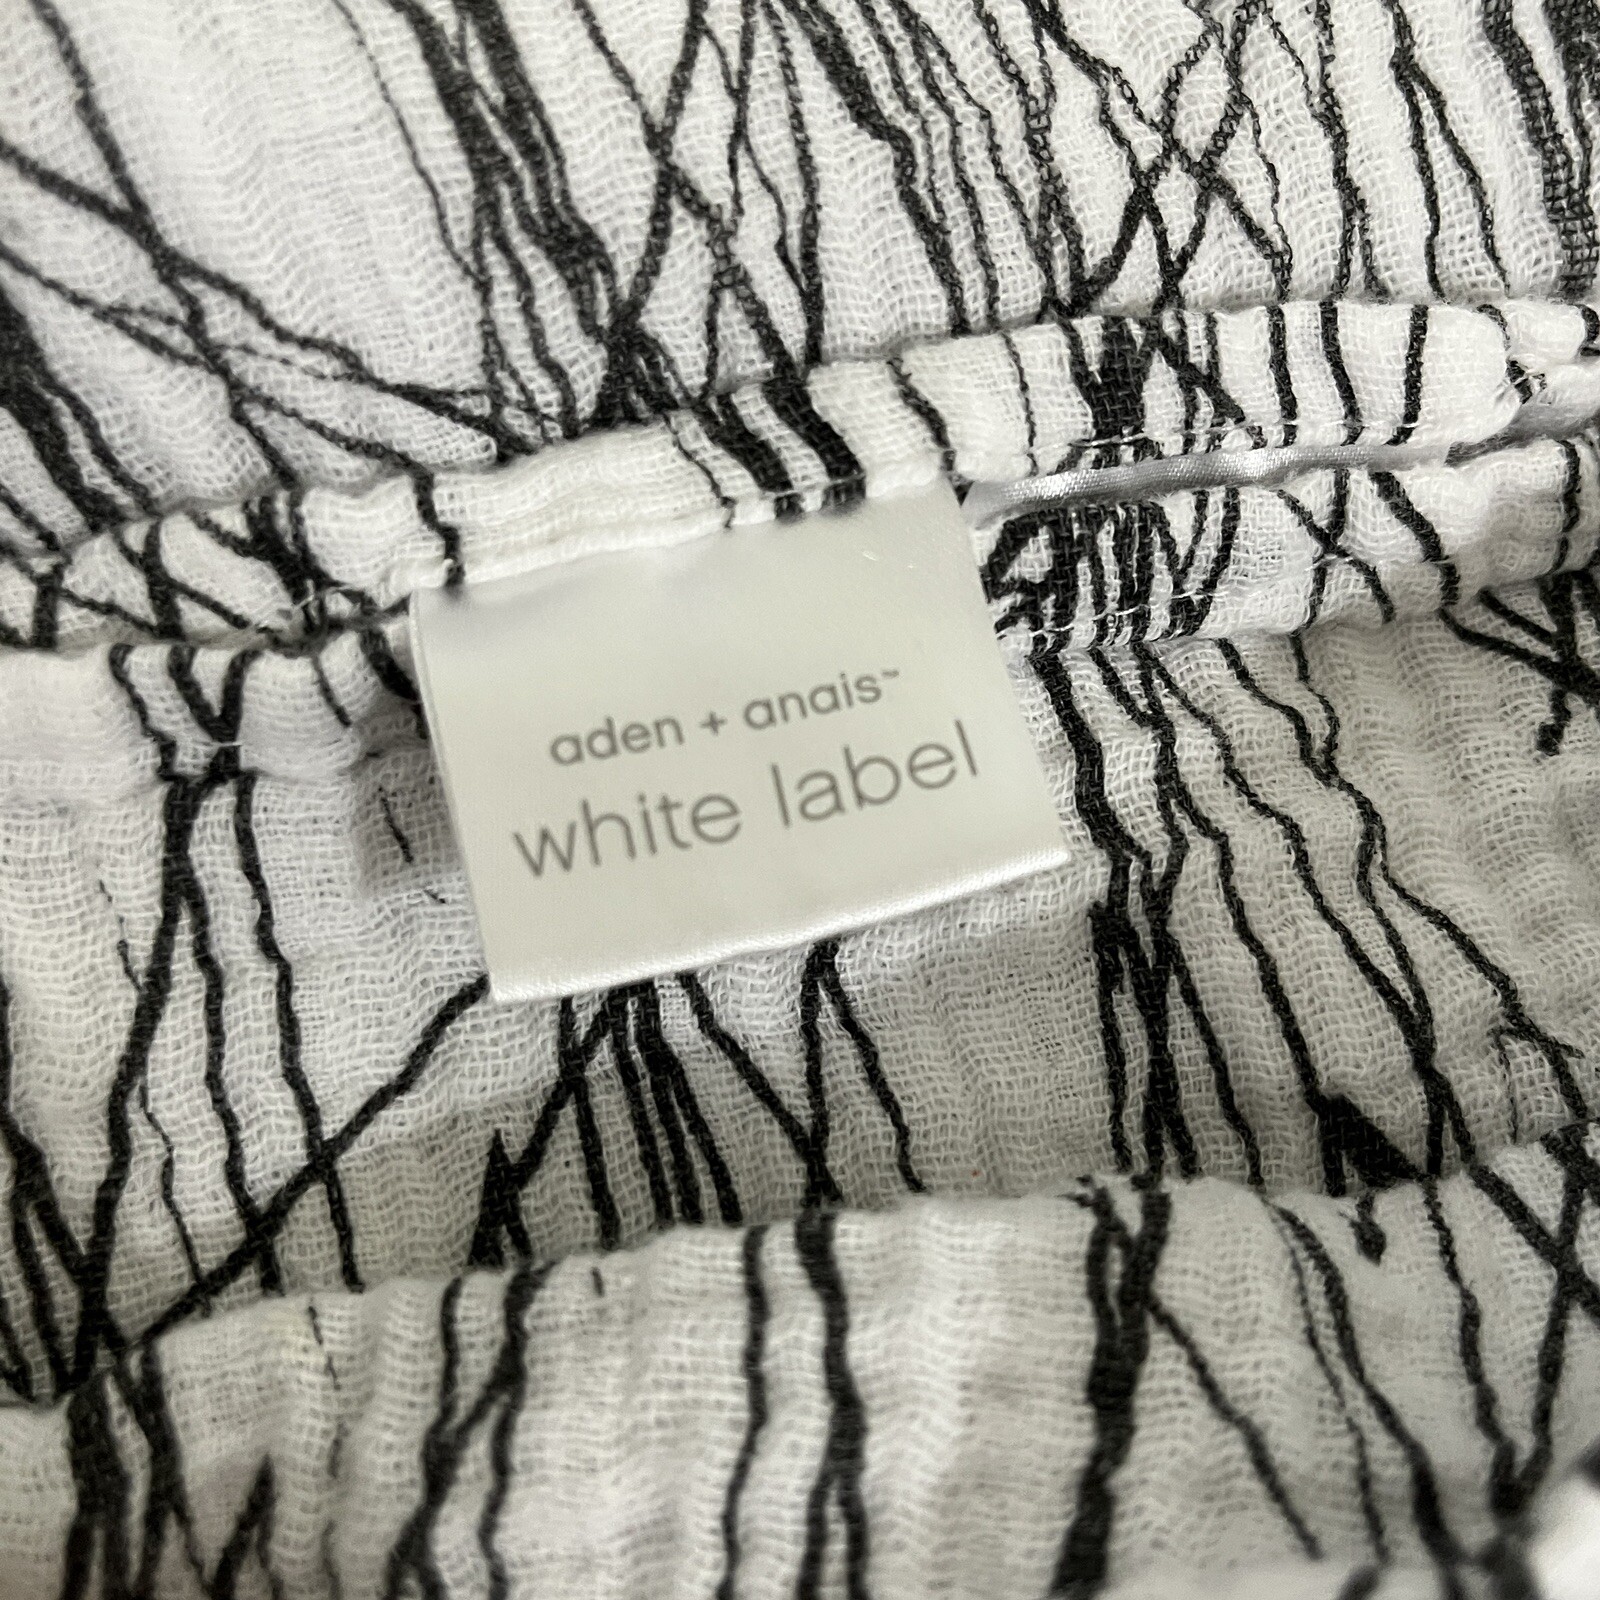 aden + anais™
white label